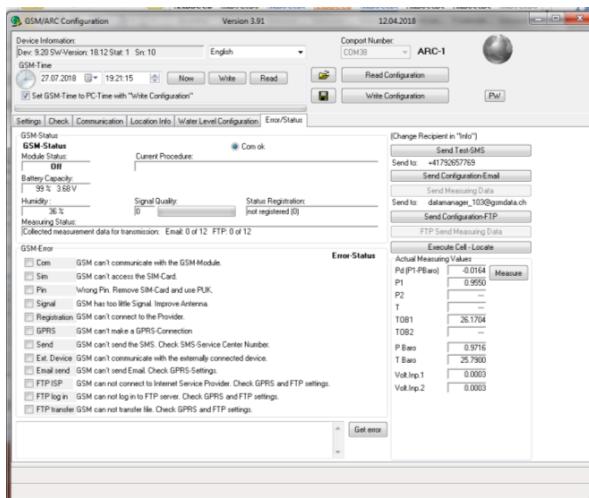 GSM/ARC Configuration Version 3.91 12.04.2018
Device Information:
Dev: 9.20 SW-Version: 18.12 Stat: 1 Sn: 10
English
Comport Number:
COM38
ARC-1
GSM-Time
27.07.2018 19:21:15 Now Write Read
Set GSM-Time to PC-Time with "Write Configuration"
Read Configuration
Write Configuration
PW
Settings Check Communication Location Info Water Level Configuration Error/Status
GSM-Status
GSM-Status
Com ok
Module Status: Current Procedure:
Off
Battery Capacity:
99 % 3.68 V
Humidity : Signal Quality: Status Registration:
36 % 0 not registered (0)
Measuring Status:
Collected measurement data for transmission: Email: 0 of 12 FTP: 0 of 12
GSM-Error
Error-Status
Com GSM can't communicate with the GSM-Module.
Sim GSM can't access the SIM-Card.
Pin Wrong Pin. Remove SIM-Card and use PUK.
Signal GSM has too little Signal. Improve Antenna.
Registration GSM can't connect to the Provider.
GPRS GSM can't make a GPRS-Connection
Send GSM can't send the SMS. Check SMS-Service Center Number.
Ext. Device GSM can't communicate with the externally connected device.
Email send GSM can't send Email. Check GPRS-Settings.
FTP ISP GSM can not connect to Internet Service Provider. Check GPRS and FTP settings.
FTP log in GSM can not log in to FTP server. Check GPRS and FTP settings.
FTP transfer GSM can not transfer file. Check GPRS and FTP settings.
Get error
(Change Recipient in "Info")
Send Test-SMS
Send to: +41792657769
Send Configuration-Email
Send Measuring Data
Send to: datamanager_103@gsmdata.ch
Send Configuration-FTP
FTP Send Measuring Data
Execute Cell - Locate
Actual Measuring Values
Pd (P1-PBaro) -0.0164 Measure
P1 0.9550
P2 ---
T ---
TOB1 26.1704
TOB2 ---
P Baro 0.9716
T Baro 25.7900
Volt.Inp.1 0.0003
Volt.Inp.2 0.0003